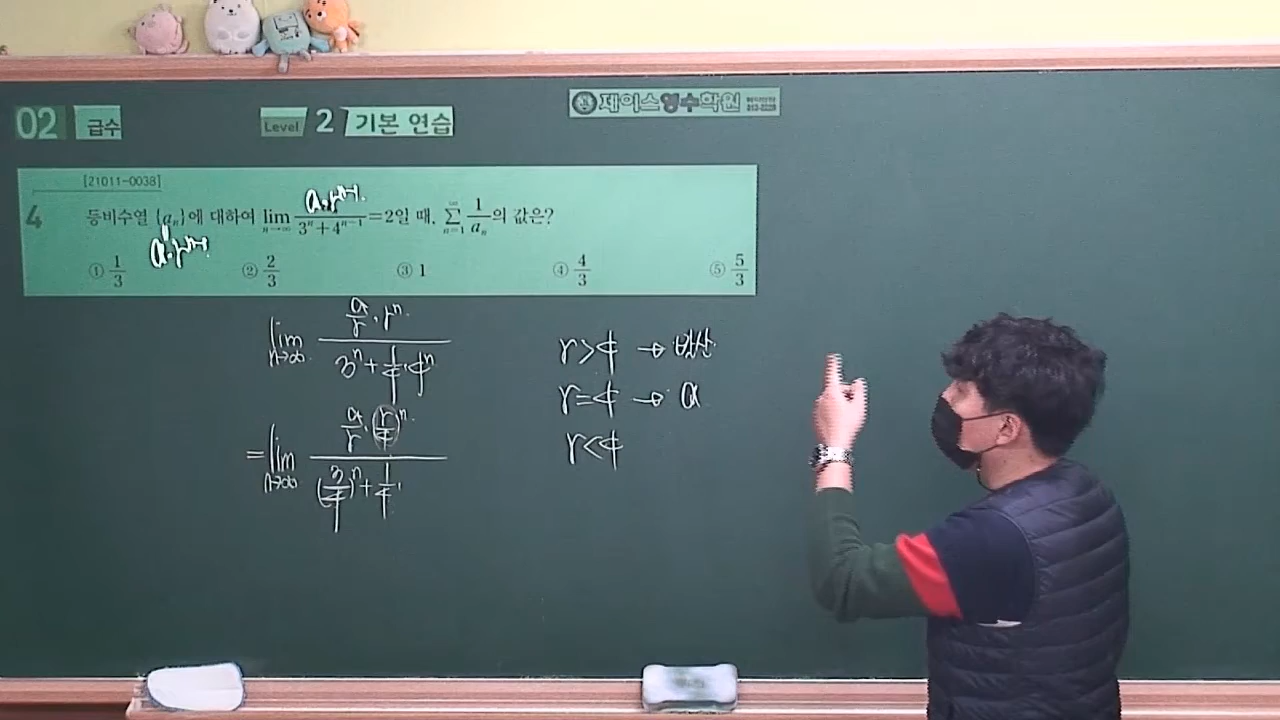 02 급수
Level 2 기본 연습
제이스영수학원
[21011-0038]
4 등비수열 {aₙ}에 대하여 lim_{n→∞} a·rⁿ⁻¹/(3ⁿ+4ⁿ⁻¹)=2일 때, ∑_{n=1}^{∞} 1/aₙ의 값은?
a·rⁿ⁻¹
① 1/3 ② 2/3 ③ 1 ④ 4/3 ⑤ 5/3
lim_{n→∞} (a/r · rⁿ)/(3ⁿ + 1/4 · 4ⁿ)
= lim_{n→∞} (a/r · (r/4)ⁿ)/((3/4)ⁿ + 1/4)
r>4 → 발산
r=4 → a
r<4